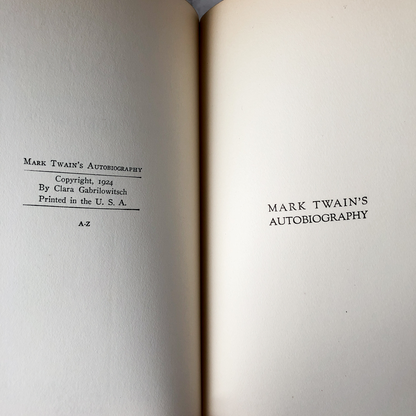 MARK TWAIN'S AUTOBIOGRAPHY
Copyright, 1924
By Clara Gabrilowitsch
Printed in the U. S. A.
A-Z
MARK TWAIN'S
AUTOBIOGRAPHY